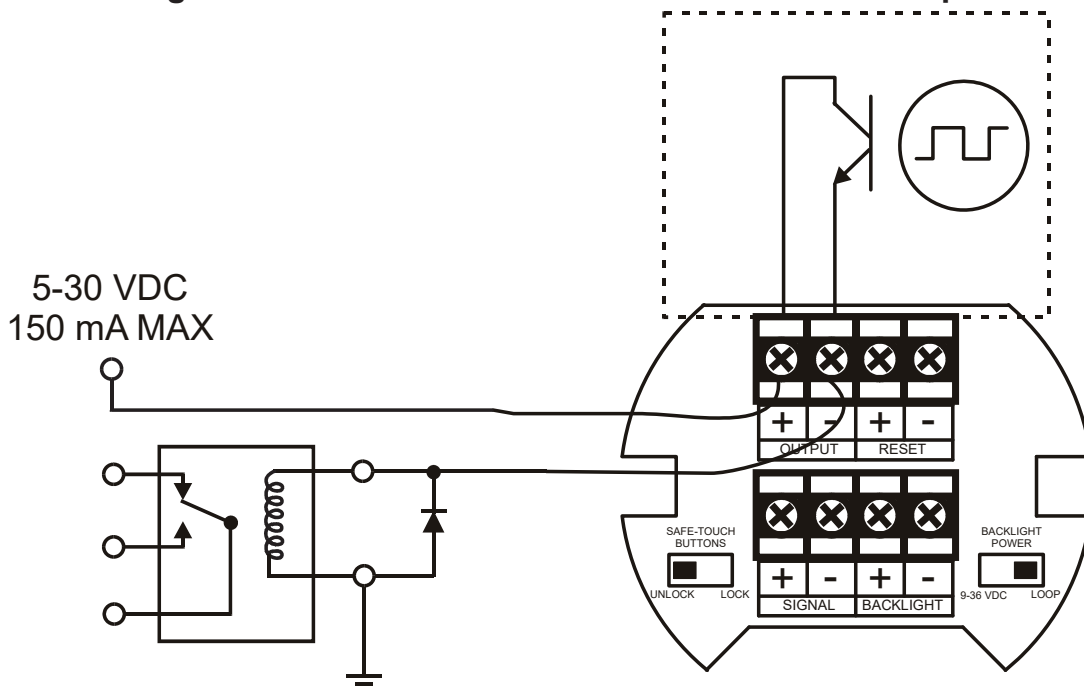 5-30 VDC
150 mA MAX
+ - + -
OUTPUT RESET
SAFE-TOUCH
BUTTONS
UNLOCK LOCK
+ - + -
SIGNAL BACKLIGHT
BACKLIGHT
POWER
9-36 VDC LOOP